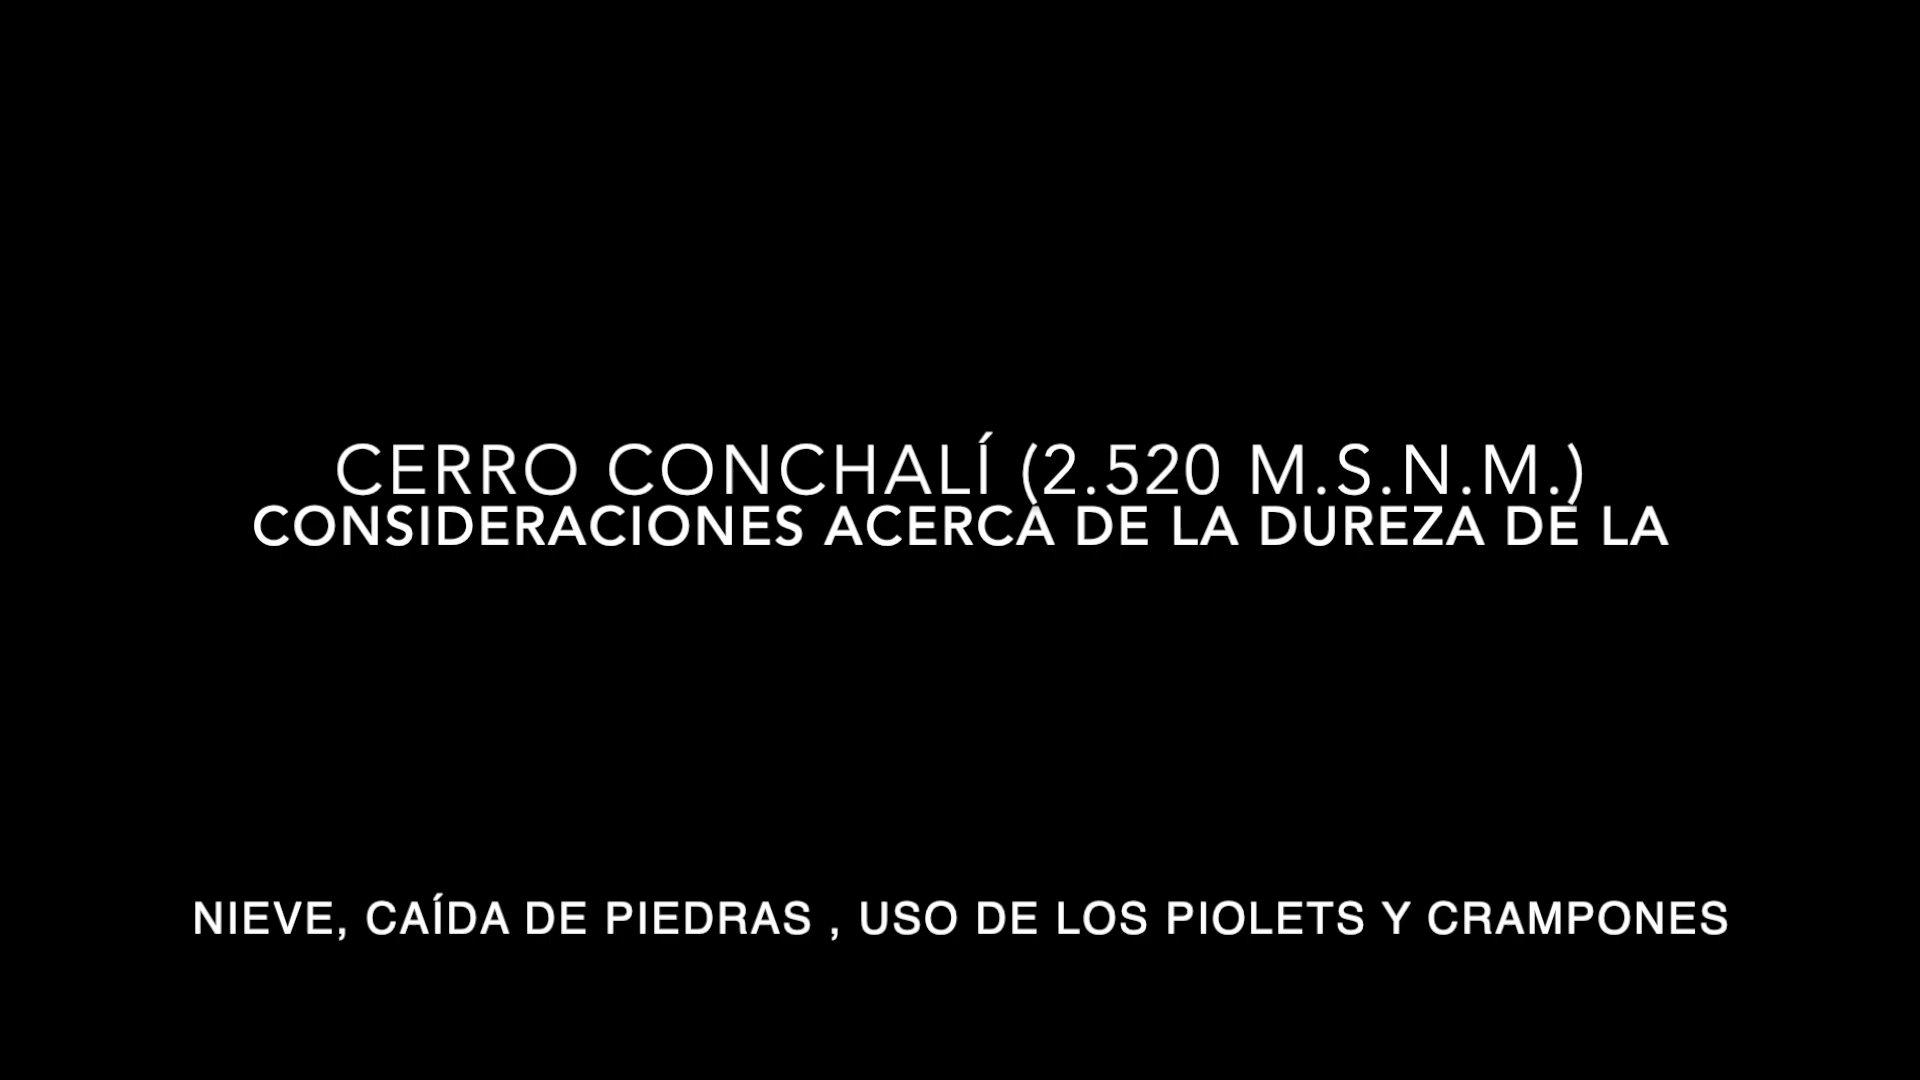 CERRO CONCHALÍ (2.520 M.S.N.M.)
CONSIDERACIONES ACERCA DE LA DUREZA DE LA
NIEVE, CAÍDA DE PIEDRAS , USO DE LOS PIOLETS Y CRAMPONES